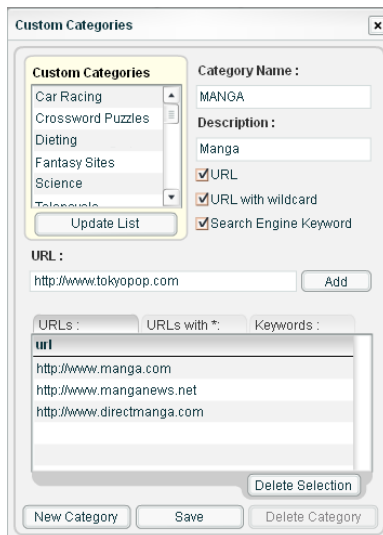 Custom Categories
x
Custom Categories
Car Racing
Crossword Puzzles
Dieting
Fantasy Sites
Science
Update List
Category Name :
MANGA
Description :
Manga
URL
URL with wildcard
Search Engine Keyword
URL :
http://www.tokyopop.com
Add
URLs : URLs with *: Keywords :
url
http://www.manga.com
http://www.manganews.net
http://www.directmanga.com
Delete Selection
New Category Save Delete Category